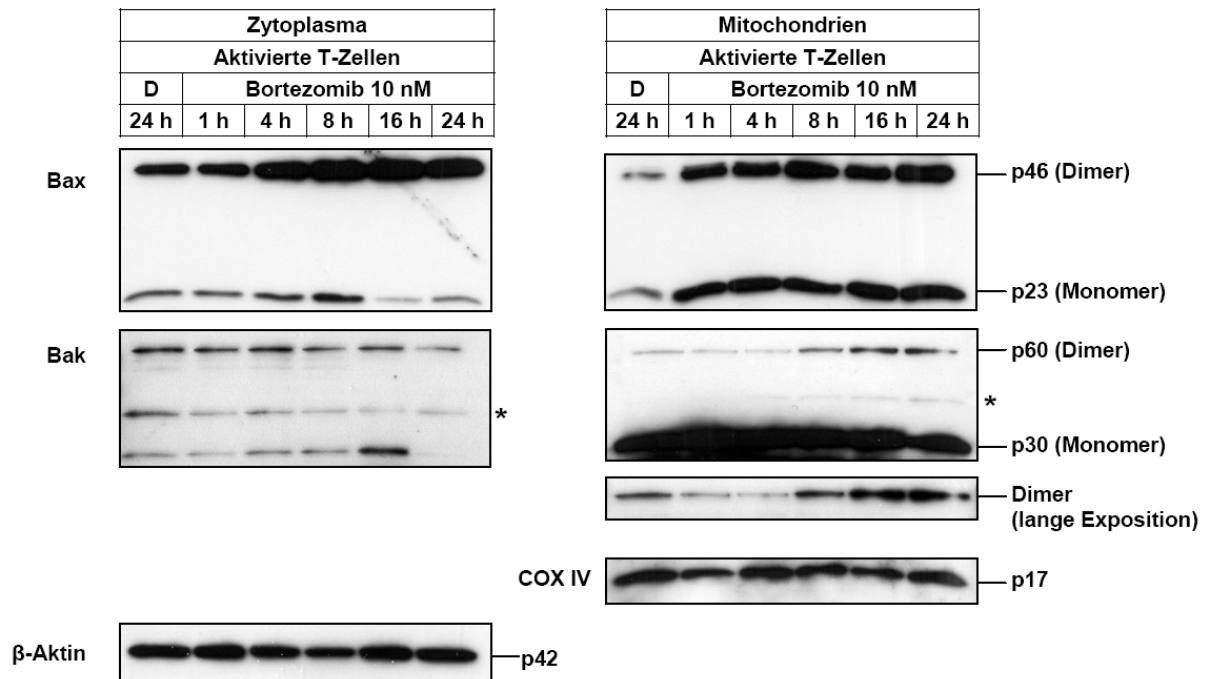 Zytoplasma
Aktivierte T-Zellen
D Bortezomib 10 nM
24 h 1 h 4 h 8 h 16 h 24 h
Mitochondrien
Aktivierte T-Zellen
D Bortezomib 10 nM
24 h 1 h 4 h 8 h 16 h 24 h
Bax
p46 (Dimer)
p23 (Monomer)
Bak
*
p60 (Dimer)
*
p30 (Monomer)
Dimer
(lange Exposition)
COX IV
p17
β-Aktin
p42